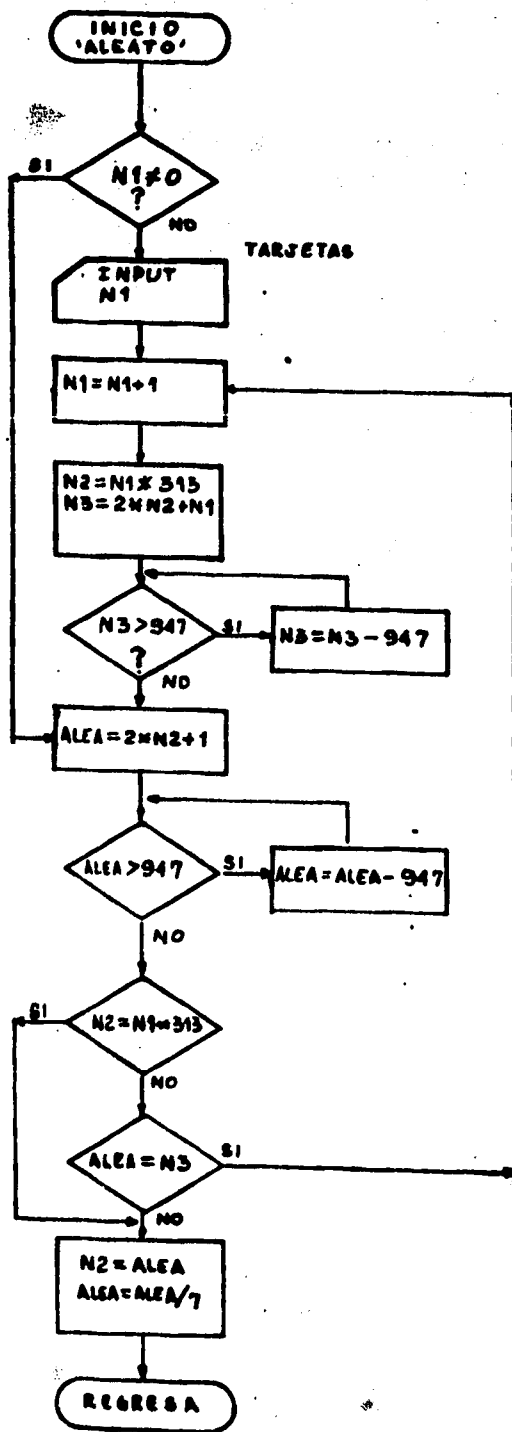 INICIO
'ALEATO'
SI
N1≠0
?
NO
TARJETAS
INPUT
N1
N1=N1+1
N2=N1*313
N3=2*N2+N1
N3>947
?
SI
N3=N3-947
NO
ALEA=2*N2+1
ALEA>947
SI
ALEA=ALEA-947
NO
SI
N2=N1*313
NO
ALEA=N3
SI
NO
N2=ALEA
ALEA=ALEA/7
REGRESA